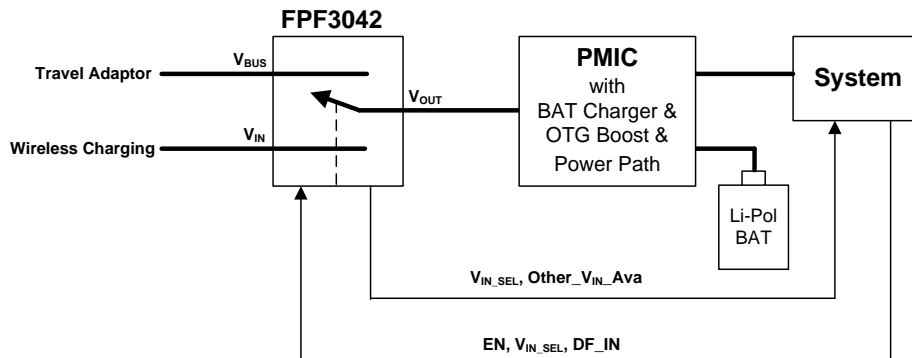 FPF3042
Travel Adaptor
VBUS
VOUT
VIN
Wireless Charging
PMIC
with
BAT Charger &
OTG Boost &
Power Path
System
Li-Pol
BAT
VIN_SEL, Other_VIN_Ava
EN, VIN_SEL, DF_IN